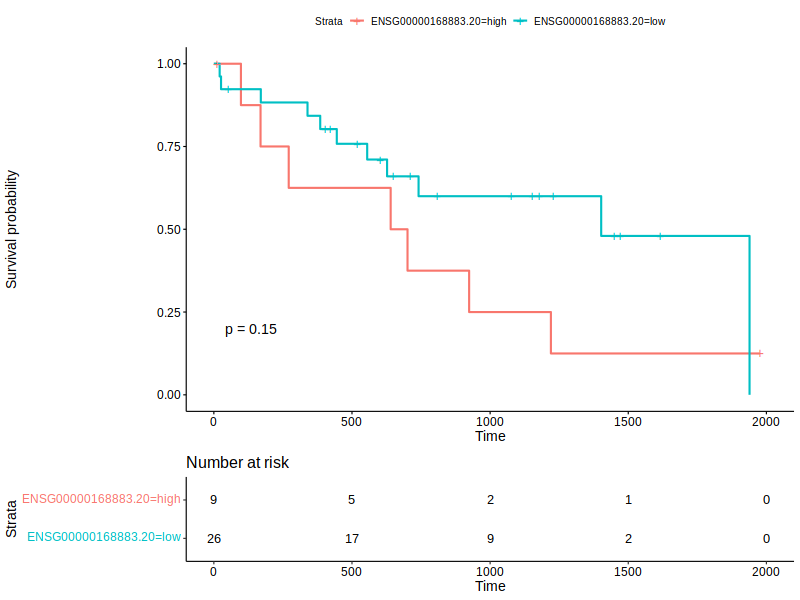 Strata ENSG00000168883.20=high ENSG00000168883.20=low
Survival probability
1.00
0.75
0.50
0.25
0.00
p = 0.15
0 500 1000 1500 2000
Time
Number at risk
Strata
ENSG00000168883.20=high 9 5 2 1 0
ENSG00000168883.20=low 26 17 9 2 0
0 500 1000 1500 2000
Time